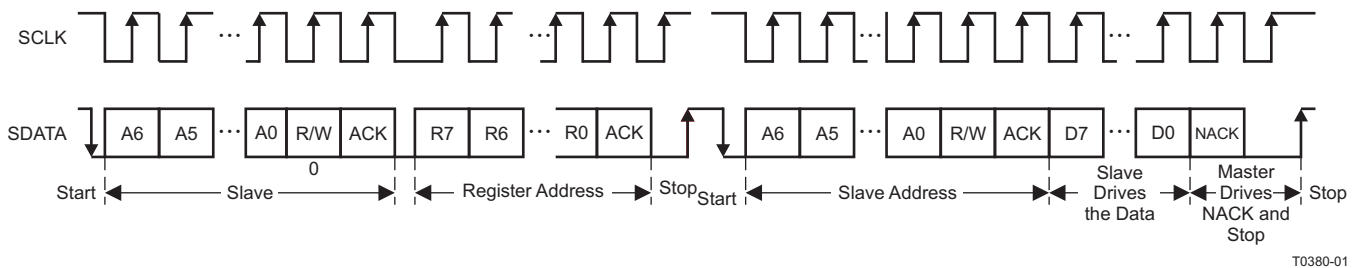 SCLK ... ... ... ...
SDATA A6 A5 ... A0 R/W ACK R7 R6 ... R0 ACK A6 A5 ... A0 R/W ACK D7 ... D0 NACK
0
Start Slave Register Address Stop Start Slave Address Slave Drives the Data Master Drives NACK and Stop Stop
T0380-01